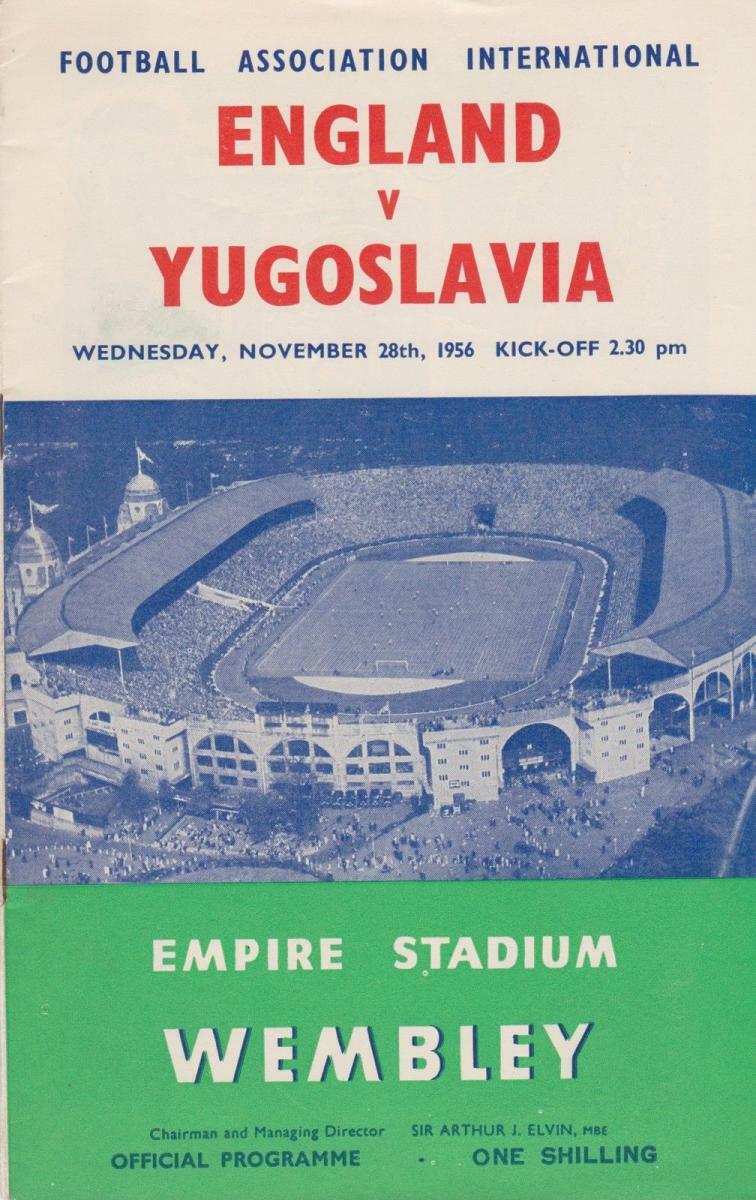 FOOTBALL ASSOCIATION INTERNATIONAL
ENGLAND
V
YUGOSLAVIA
WEDNESDAY, NOVEMBER 28th, 1956 KICK-OFF 2.30 pm
EMPIRE STADIUM
WEMBLEY
Chairman and Managing Director SIR ARTHUR J. ELVIN, MBE
OFFICIAL PROGRAMME - ONE SHILLING